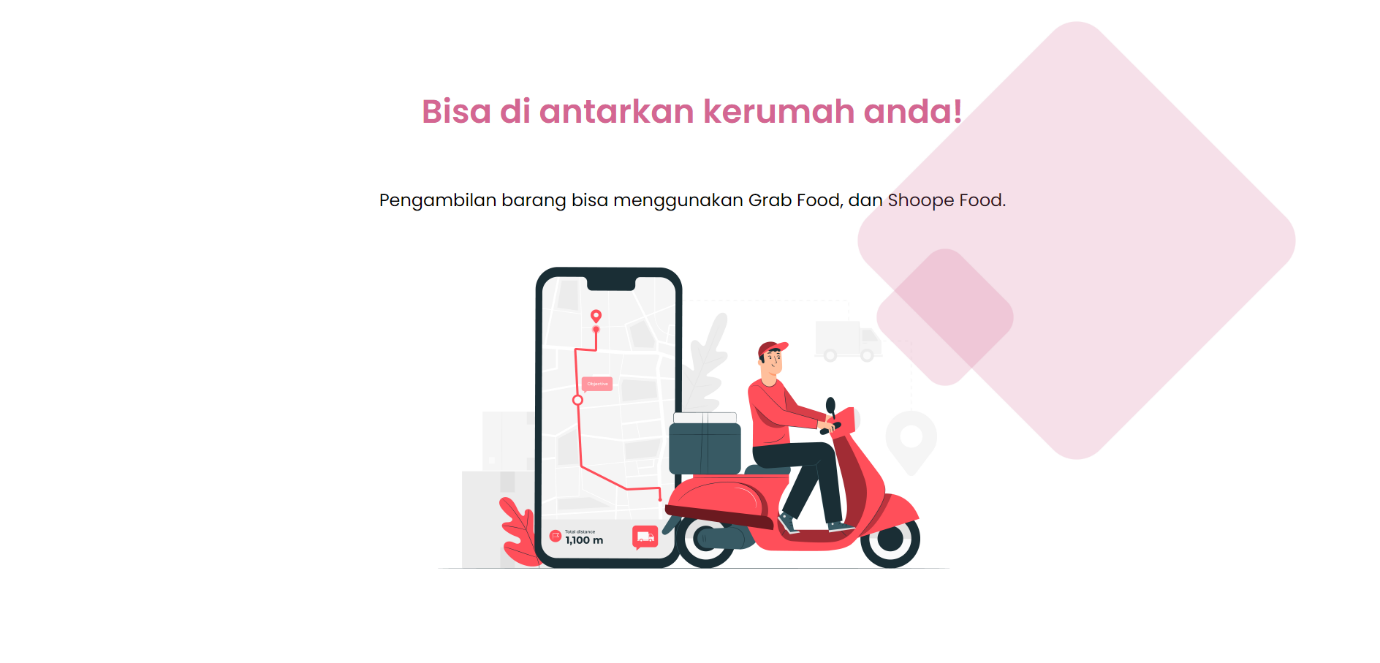 Bisa di antarkan kerumah anda!
Pengambilan barang bisa menggunakan Grab Food, dan Shoope Food.
Total distance
1,100 m